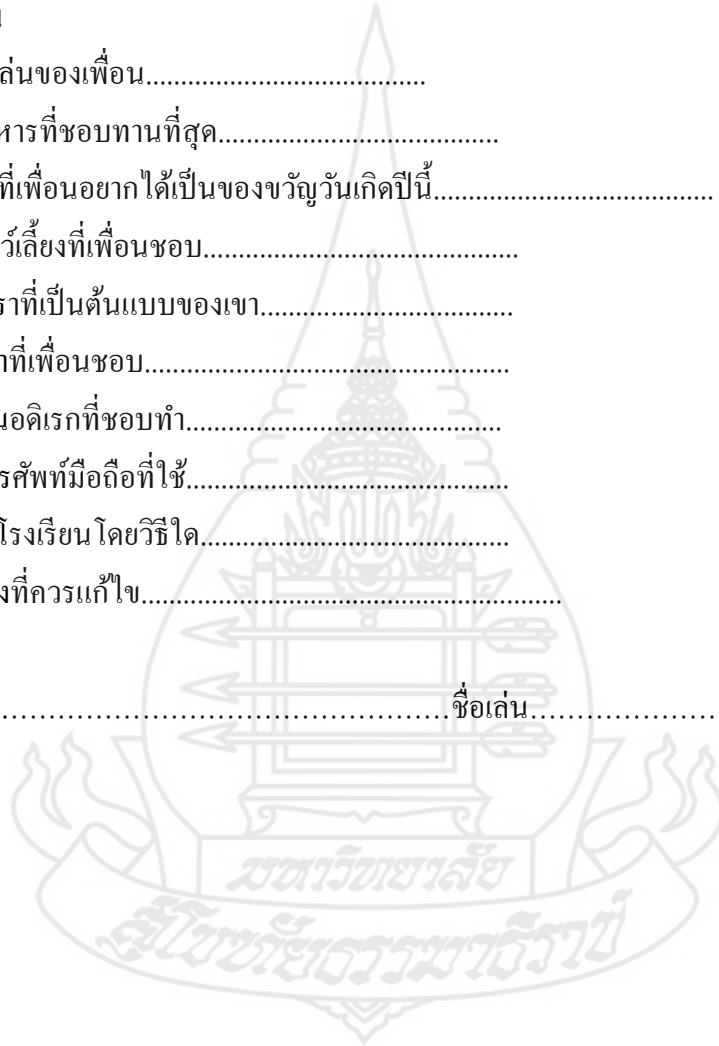 น
ล่นของเพื่อน........................................
หารที่ชอบทานที่สุด........................................
ที่เพื่อนอยากได้เป็นของขวัญวันเกิดปีนี้........................................
ว์เลี้ยงที่เพื่อนชอบ.............................................
ราที่เป็นต้นแบบของเขา....................................
าที่เพื่อนชอบ....................................................
นอดิเรกที่ชอบทำ.............................................
รศัพท์มือถือที่ใช้..............................................
โรงเรียนโดยวิธีใด............................................
งที่ควรแก้ไข............................................................
....................................................ชื่อเล่น.....................
มหาวิทยาลัย
สุโขทัยธรรมาธิราช